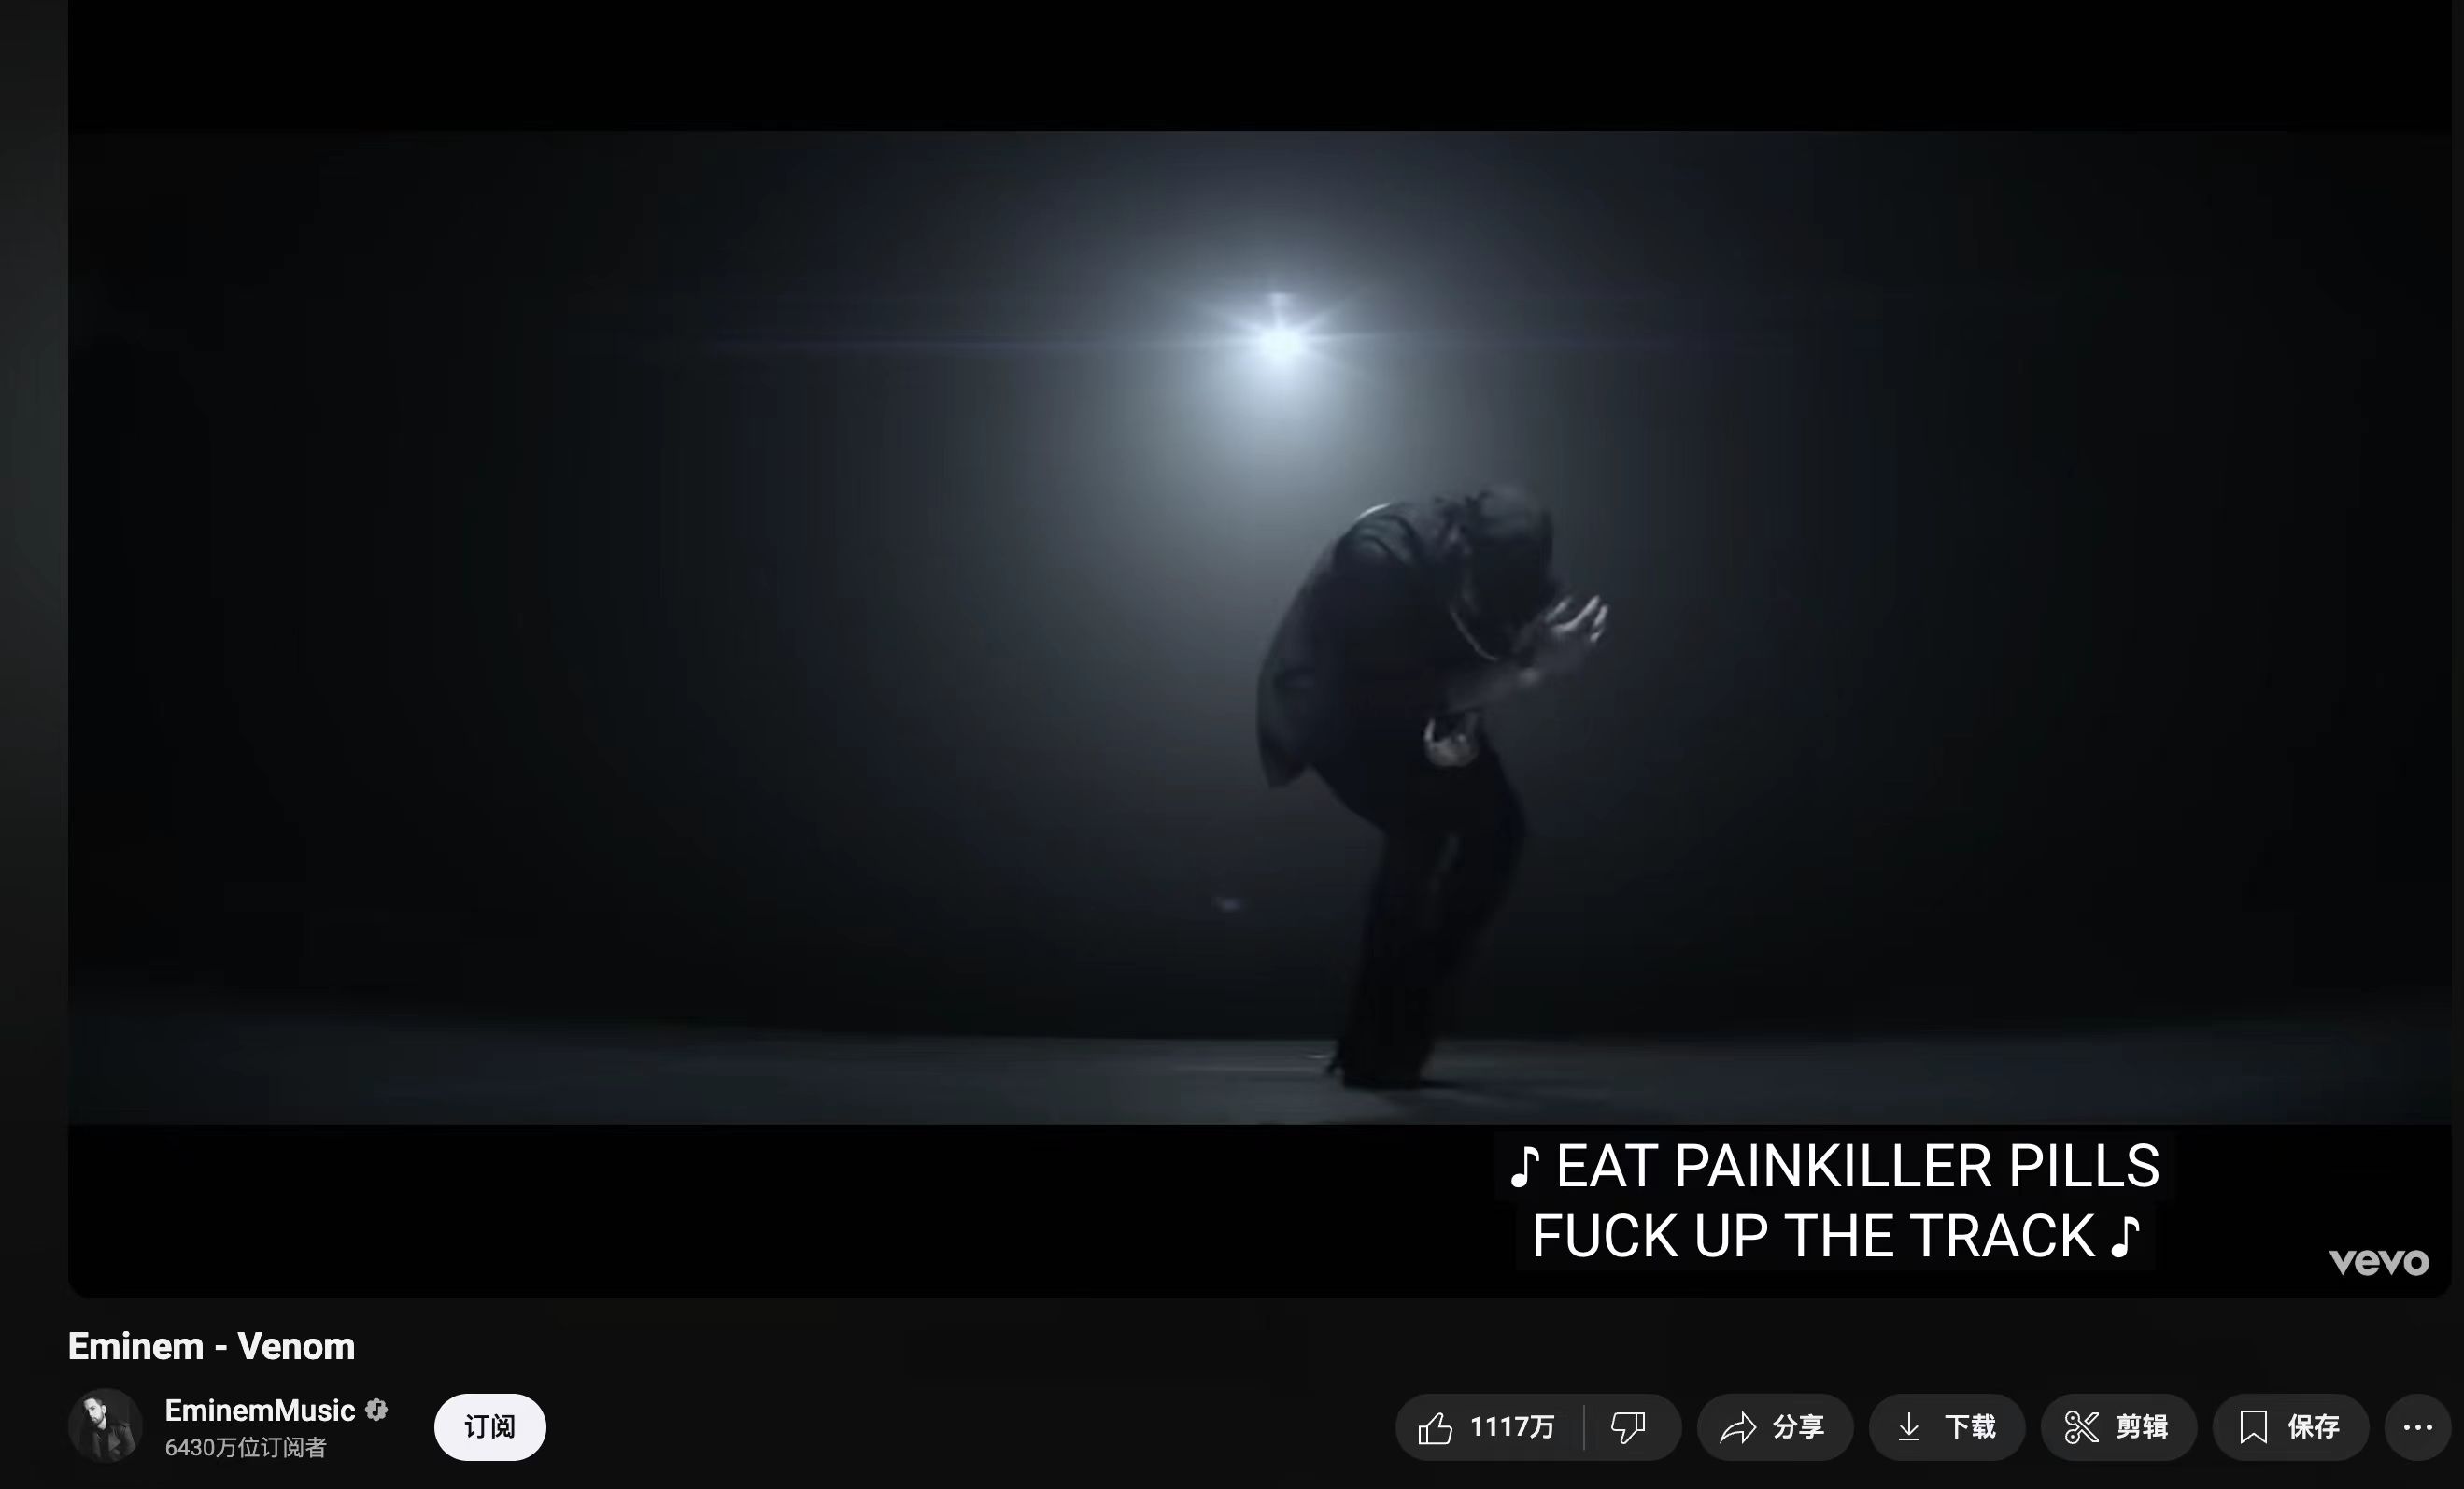 ♪ EAT PAINKILLER PILLS
FUCK UP THE TRACK ♪
vevo
Eminem - Venom
EminemMusic
6430万位订阅者
订阅
1117万
分享
下载
剪辑
保存